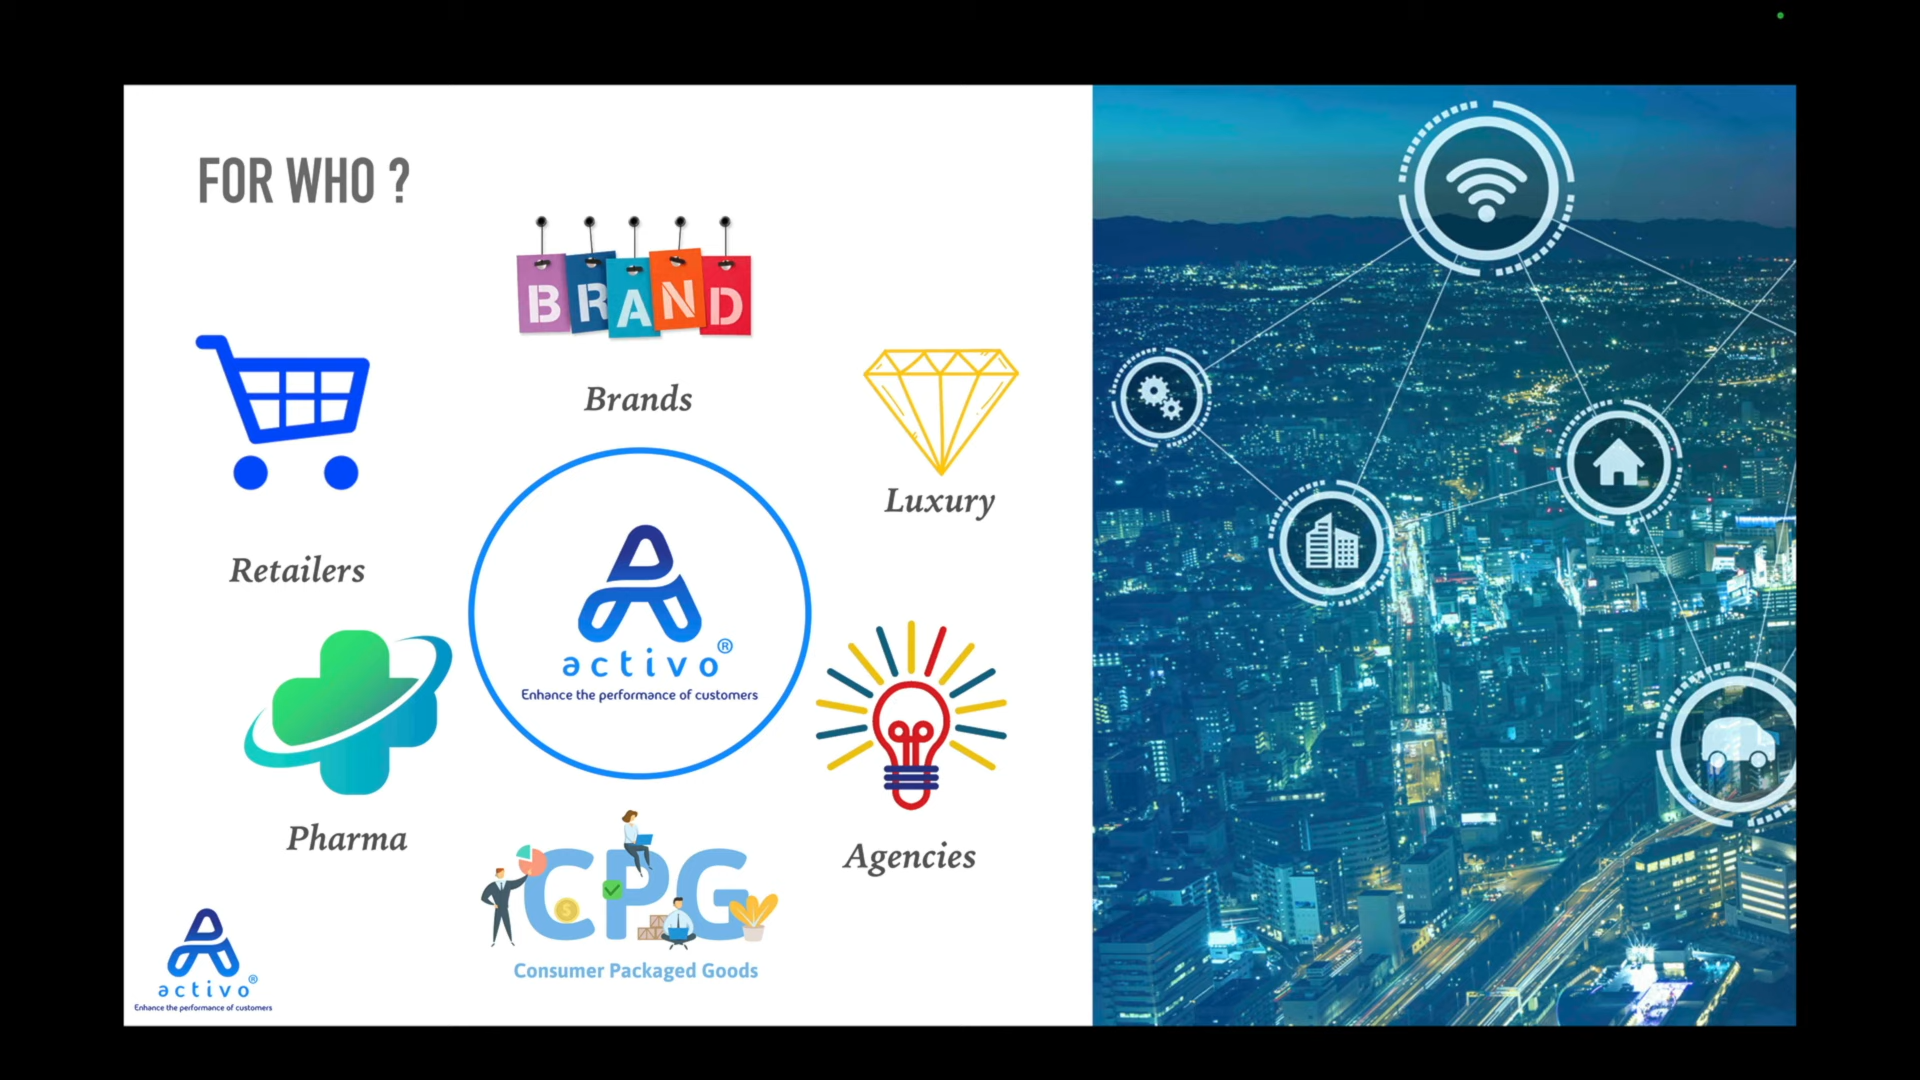 FOR WHO ?
BRAND
Brands
Luxury
Retailers
activo®
Enhance the performance of customers
Pharma
Agencies
CPG
$
Consumer Packaged Goods
activo®
Enhance the performance of customers